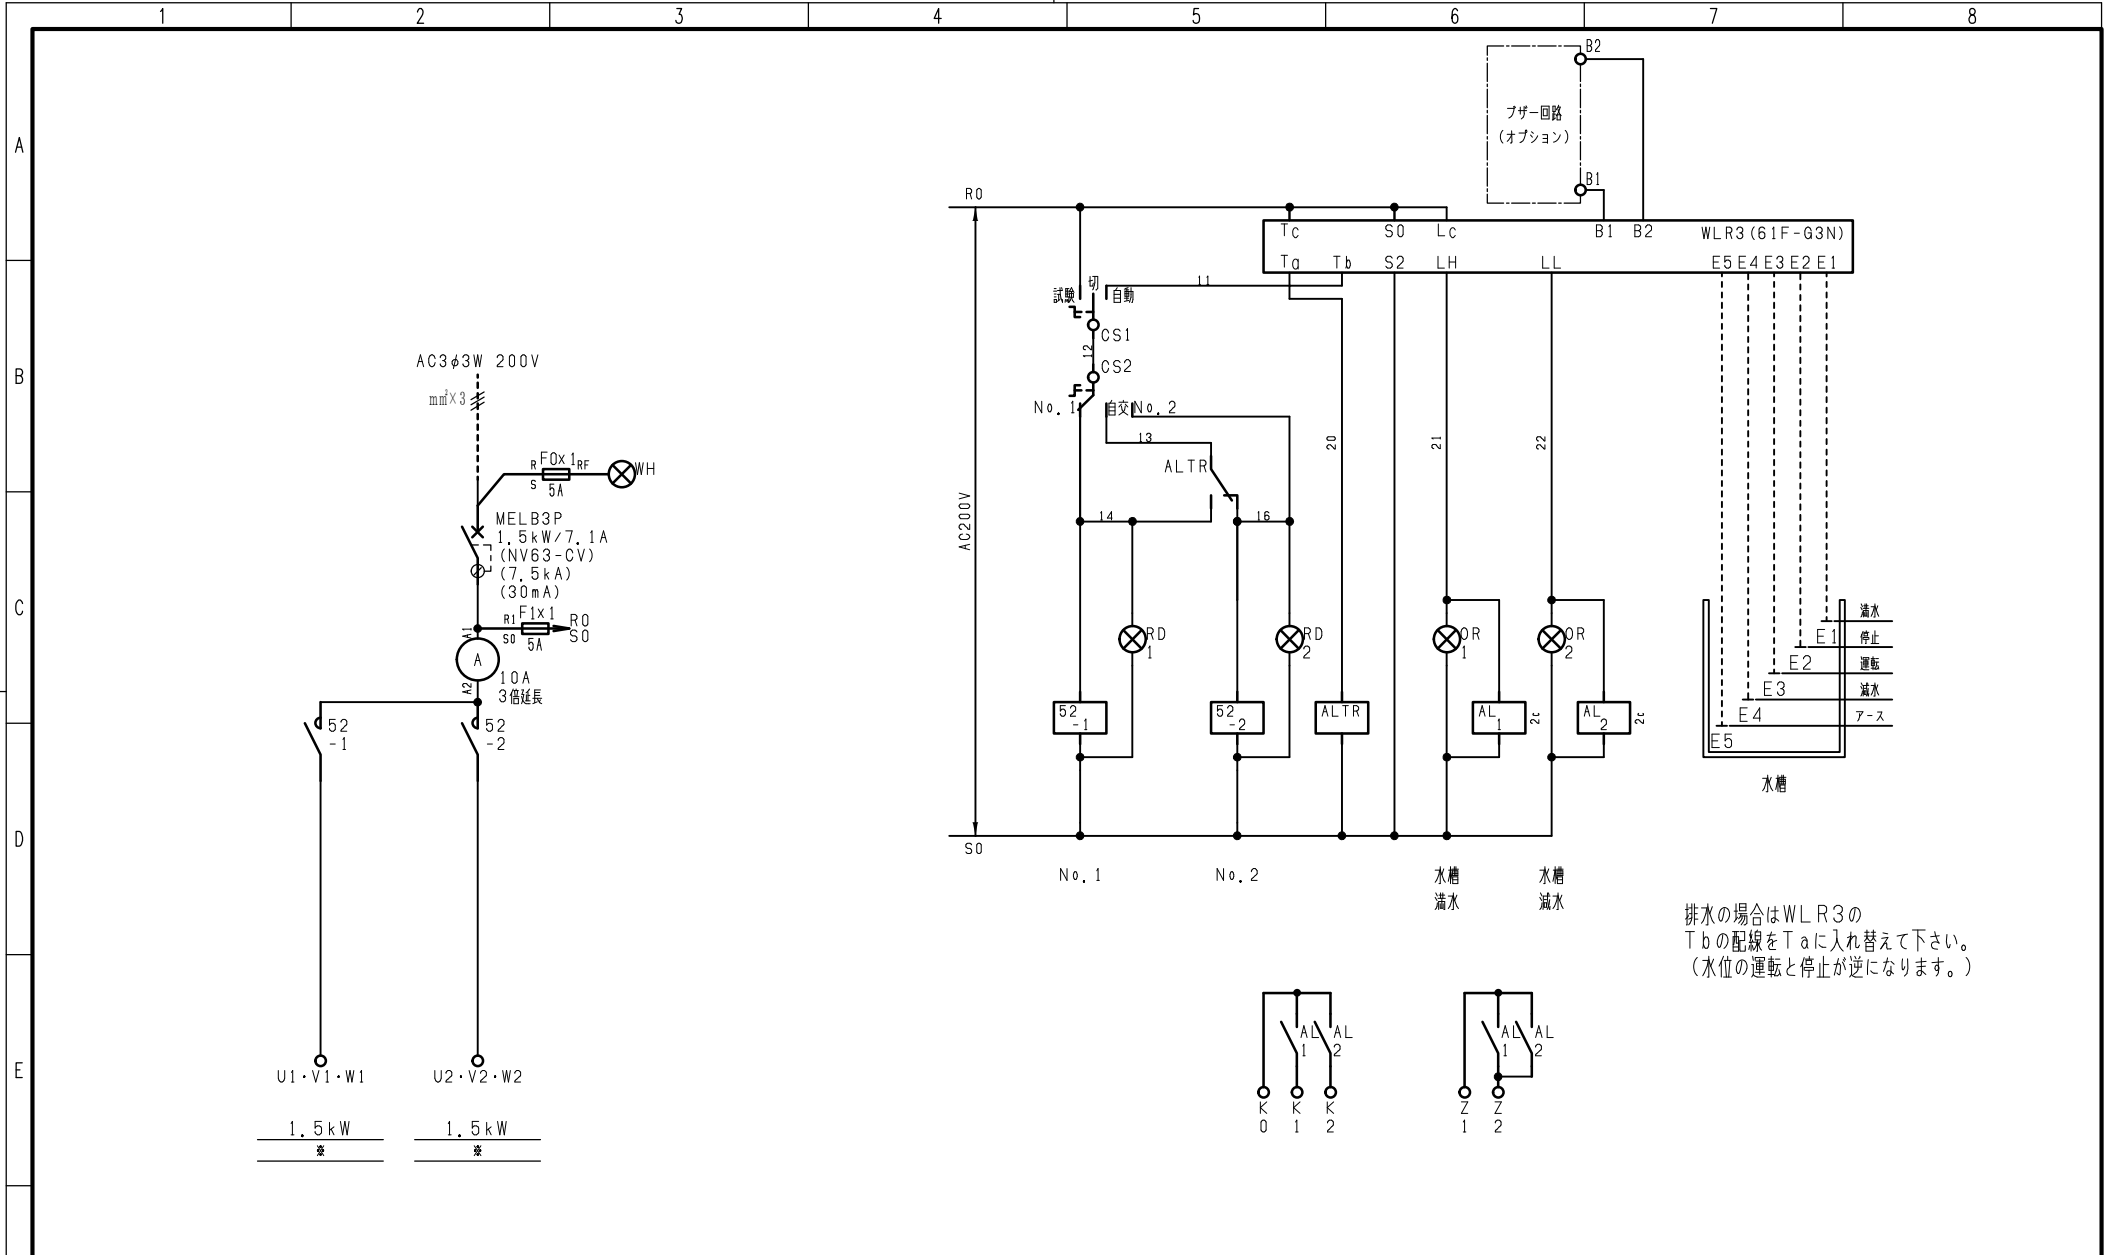 1 2 3 4 5 6 7 8
A
B
C
D
E
B2
ブザー回路
(オプション)
B1
R0
Tc S0 Lc B1 B2 WLR3(61F-G3N)
Ta Tb S2 LH LL E5 E4 E3 E2 E1
11
試験 切 自動
CS1
12
CS2
No.1 自交 No.2
13
ALTR
14
16
20
21
22
AC200V
RD
1
RD
2
OR
1
OR
2
52
-1
52
-2
ALTR
AL
1
2c
AL
2
2c
S0
No.1
No.2
水槽
満水
水槽
減水
満水
E1 停止
E2 運転
E3 減水
E4 アース
E5
水槽
AC3φ3W 200V
mm²×3
R F0x1 RF
S 5A
WH
MELB3P
1.5kW/7.1A
(NV63-CV)
(7.5kA)
(30mA)
R1 F1x1 R0
S0 5A S0
A1
A
A2
10A
3倍延長
52
-1
52
-2
U1・V1・W1
U2・V2・W2
1.5kW
※
1.5kW
※
排水の場合はWLR3の
Tbの配線をTaに入れ替えて下さい。
(水位の運転と停止が逆になります。)
AL
1
AL
2
K
0
K
1
K
2
AL
1
AL
2
Z
1
Z
2